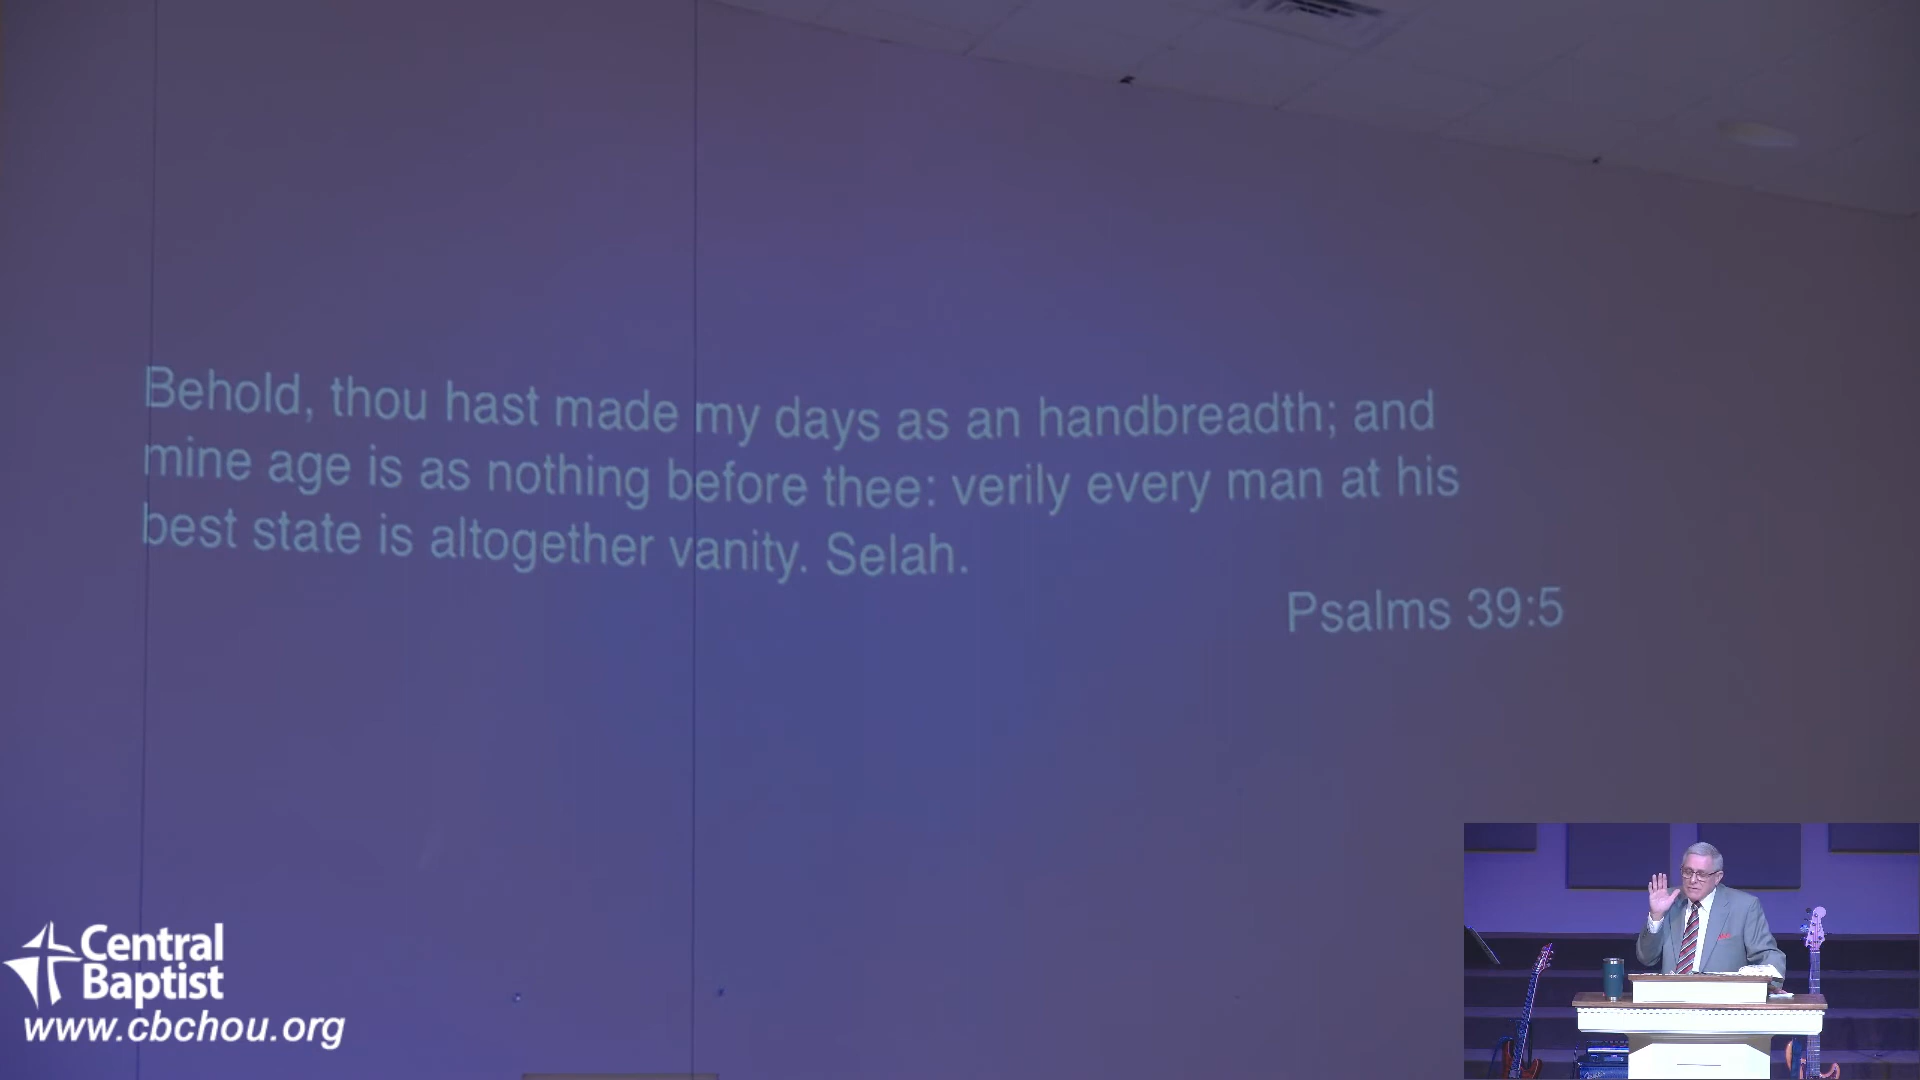 Behold, thou hast made my days as an handbreadth; and
mine age is as nothing before thee: verily every man at his
best state is altogether vanity. Selah.
Psalms 39:5
Central
Baptist
www.cbchou.org